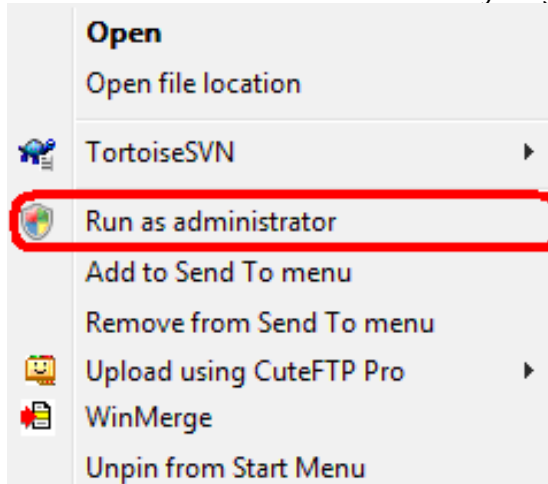 Open
Open file location
TortoiseSVN
Run as administrator
Add to Send To menu
Remove from Send To menu
Upload using CuteFTP Pro
WinMerge
Unpin from Start Menu